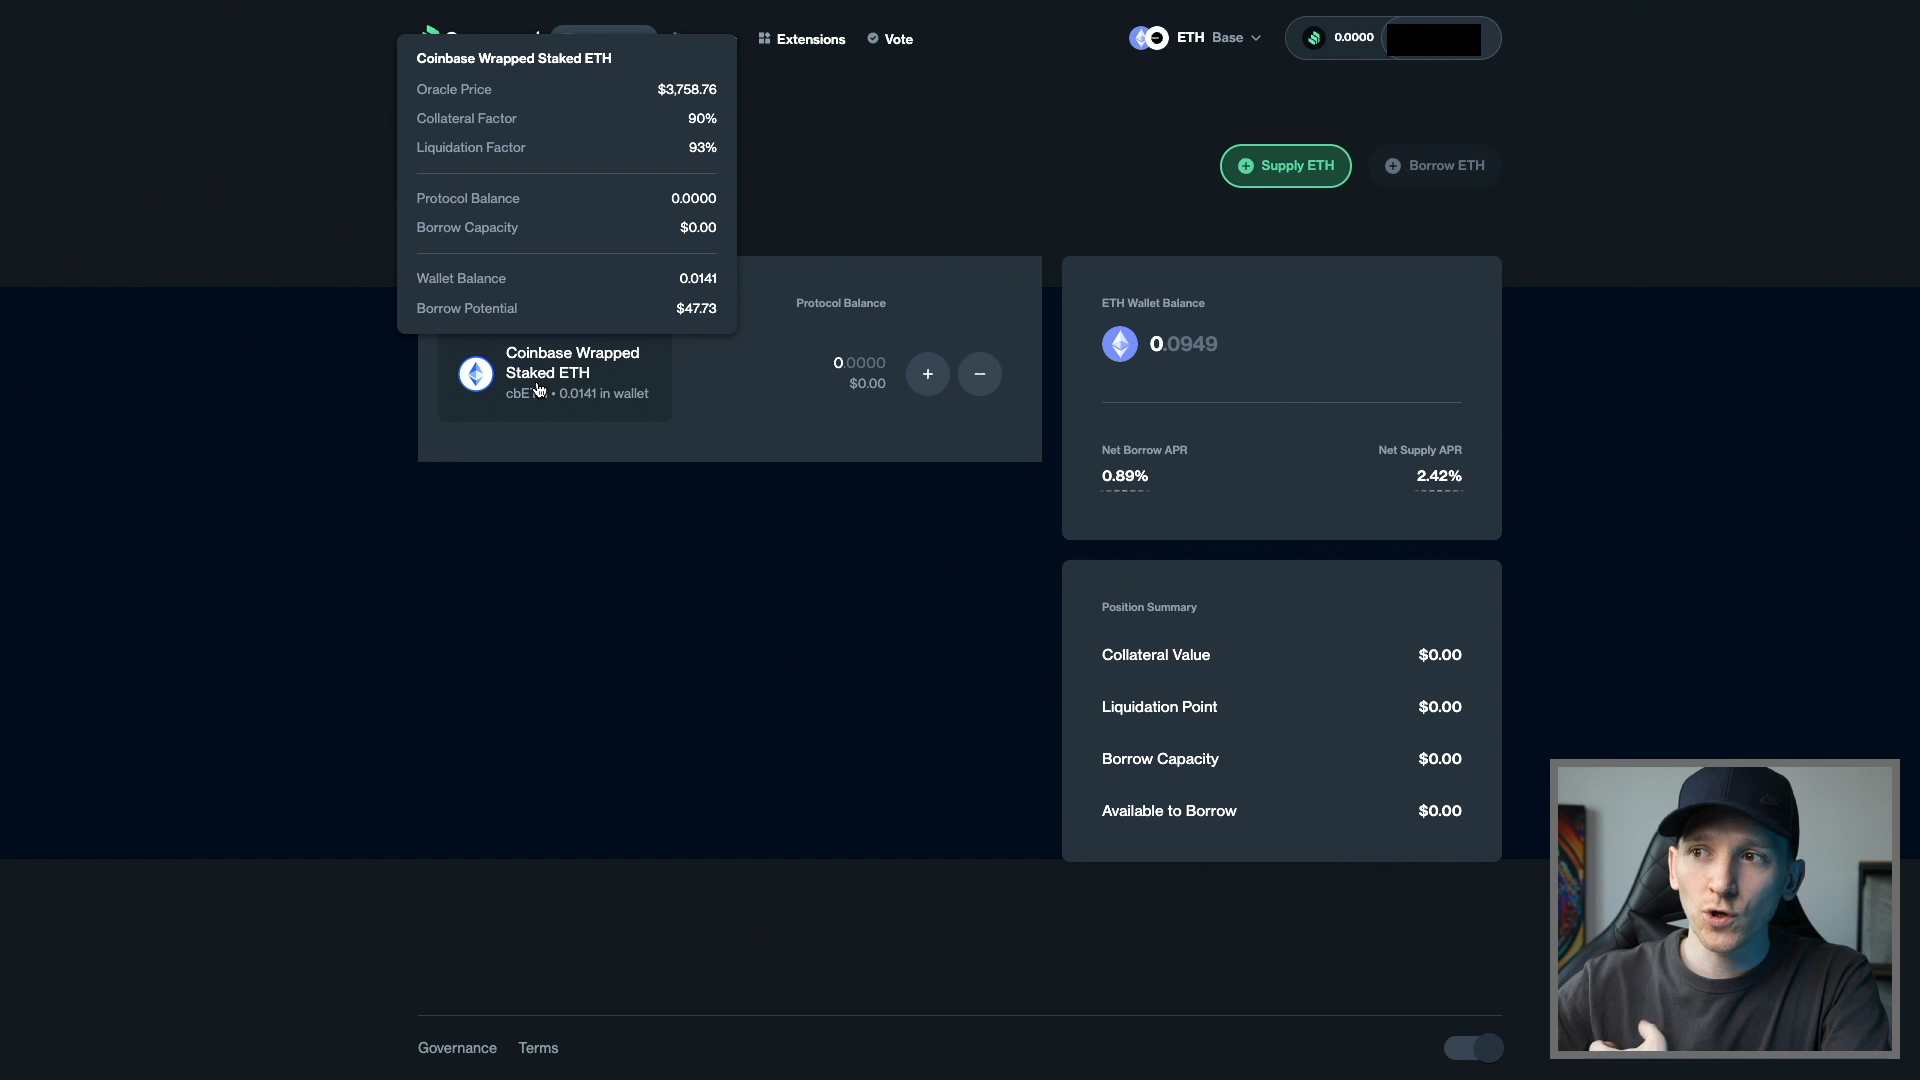 Extensions
Vote
ETH Base
0.0000
Coinbase Wrapped Staked ETH
Oracle Price $3,758.76
Collateral Factor 90%
Liquidation Factor 93%
Protocol Balance 0.0000
Borrow Capacity $0.00
Wallet Balance 0.0141
Borrow Potential $47.73
Supply ETH
Borrow ETH
Protocol Balance
Coinbase Wrapped
Staked ETH
• 0.0141 in wallet
0.0000
$0.00
ETH Wallet Balance
0.0949
Net Borrow APR Net Supply APR
0.89% 2.42%
Position Summary
Collateral Value $0.00
Liquidation Point $0.00
Borrow Capacity $0.00
Available to Borrow $0.00
Governance Terms